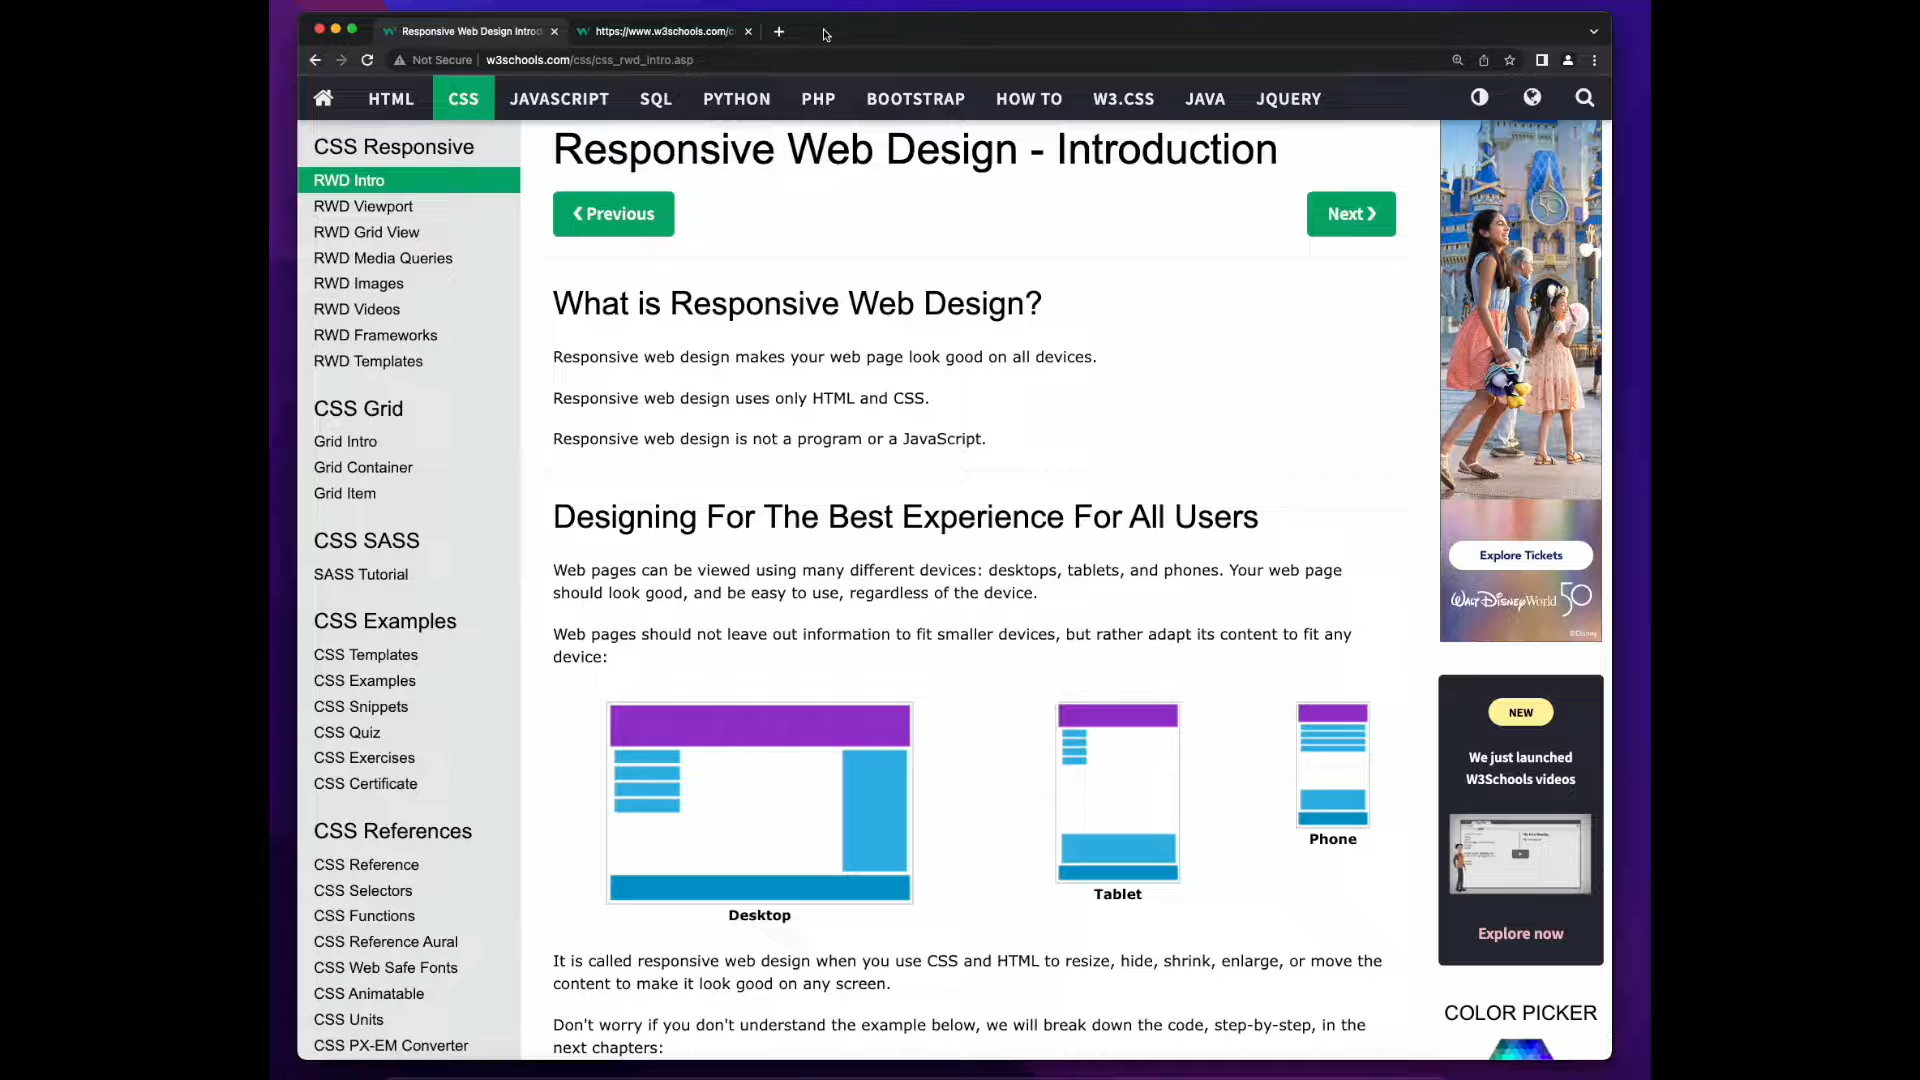 Responsive Web Design Introd
https://www.w3schools.com/c
Not Secure | w3schools.com/css/css_rwd_intro.asp
HTML CSS JAVASCRIPT SQL PYTHON PHP BOOTSTRAP HOW TO W3.CSS JAVA JQUERY
CSS Responsive
RWD Intro
RWD Viewport
RWD Grid View
RWD Media Queries
RWD Images
RWD Videos
RWD Frameworks
RWD Templates
CSS Grid
Grid Intro
Grid Container
Grid Item
CSS SASS
SASS Tutorial
CSS Examples
CSS Templates
CSS Examples
CSS Snippets
CSS Quiz
CSS Exercises
CSS Certificate
CSS References
CSS Reference
CSS Selectors
CSS Functions
CSS Reference Aural
CSS Web Safe Fonts
CSS Animatable
CSS Units
CSS PX-EM Converter
Responsive Web Design - Introduction
❮ Previous
Next ❯
What is Responsive Web Design?
Responsive web design makes your web page look good on all devices.
Responsive web design uses only HTML and CSS.
Responsive web design is not a program or a JavaScript.
Designing For The Best Experience For All Users
Web pages can be viewed using many different devices: desktops, tablets, and phones. Your web page
should look good, and be easy to use, regardless of the device.
Web pages should not leave out information to fit smaller devices, but rather adapt its content to fit any
device:
Desktop
Tablet
Phone
It is called responsive web design when you use CSS and HTML to resize, hide, shrink, enlarge, or move the
content to make it look good on any screen.
Don't worry if you don't understand the example below, we will break down the code, step-by-step, in the
next chapters:
50
Explore Tickets
Walt Disney World 50
©Disney
NEW
We just launched
W3Schools videos
Explore now
COLOR PICKER